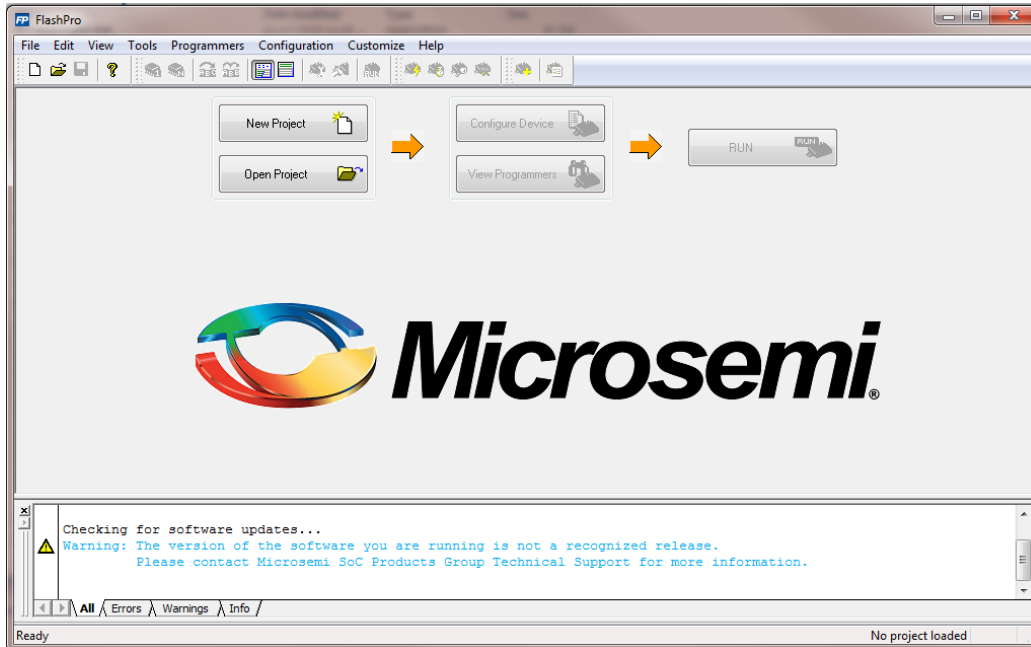 FlashPro
File Edit View Tools Programmers Configuration Customize Help
New Project
Configure Device
RUN
RUN
Open Project
View Programmers
Microsemi®
Checking for software updates...
Warning: The version of the software you are running is not a recognized release.
Please contact Microsemi SoC Products Group Technical Support for more information.
All Errors Warnings Info
Ready
No project loaded